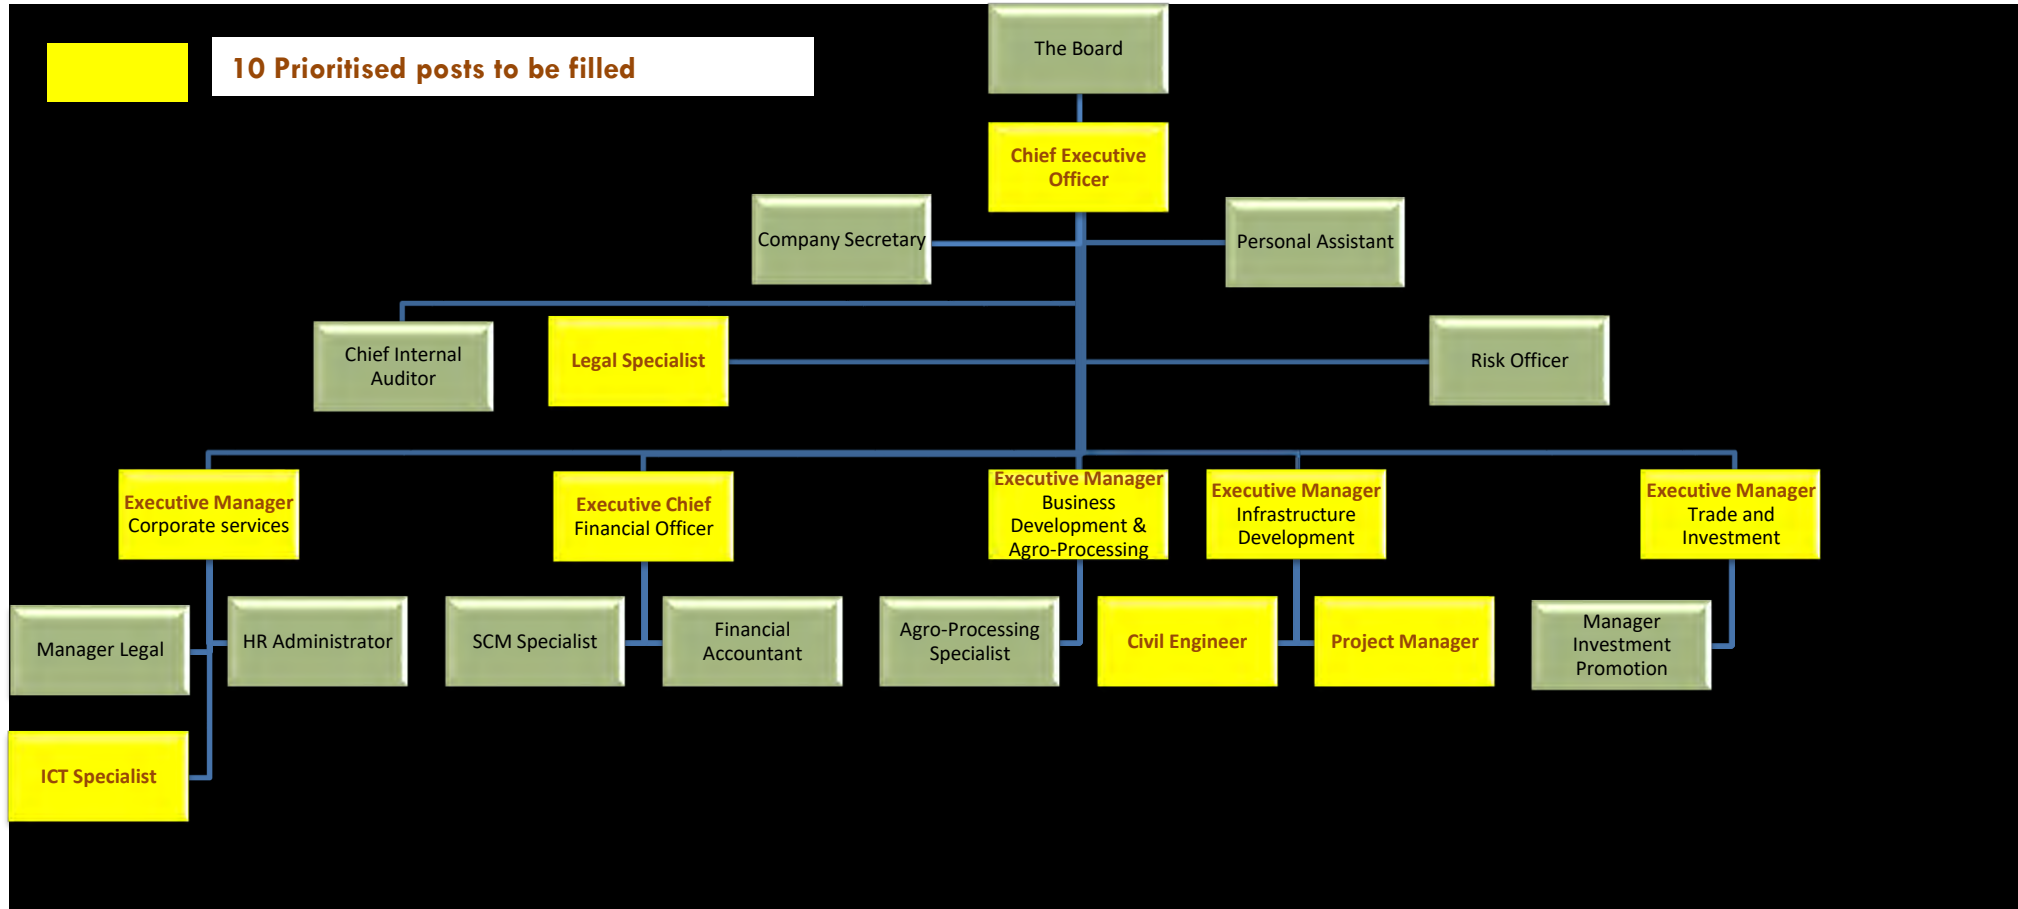 10 Prioritised posts to be filled
The Board
Chief Executive
Officer
Company Secretary
Personal Assistant
Chief Internal
Auditor
Legal Specialist
Risk Officer
Executive Manager
Corporate services
Executive Chief
Financial Officer
Executive Manager
Business
Development &
Agro-Processing
Executive Manager
Infrastructure
Development
Executive Manager
Trade and
Investment
Manager Legal
HR Administrator
SCM Specialist
Financial
Accountant
Agro-Processing
Specialist
Civil Engineer
Project Manager
Manager
Investment
Promotion
ICT Specialist